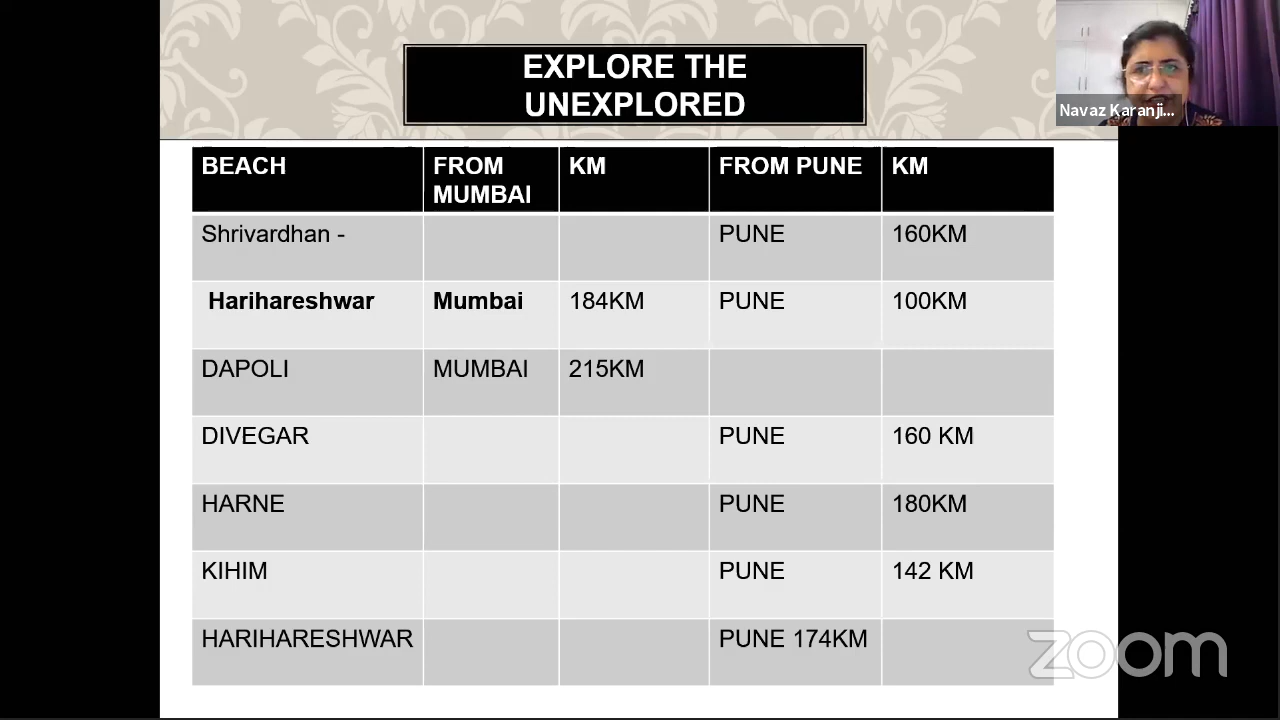 EXPLORE THE
UNEXPLORED
Navaz Karanji...
BEACH FROM MUMBAI KM FROM PUNE KM
Shrivardhan - PUNE 160KM
Harihareshwar Mumbai 184KM PUNE 100KM
DAPOLI MUMBAI 215KM
DIVEGAR PUNE 160 KM
HARNE PUNE 180KM
KIHIM PUNE 142 KM
HARIHARESHWAR PUNE 174KM
zoom